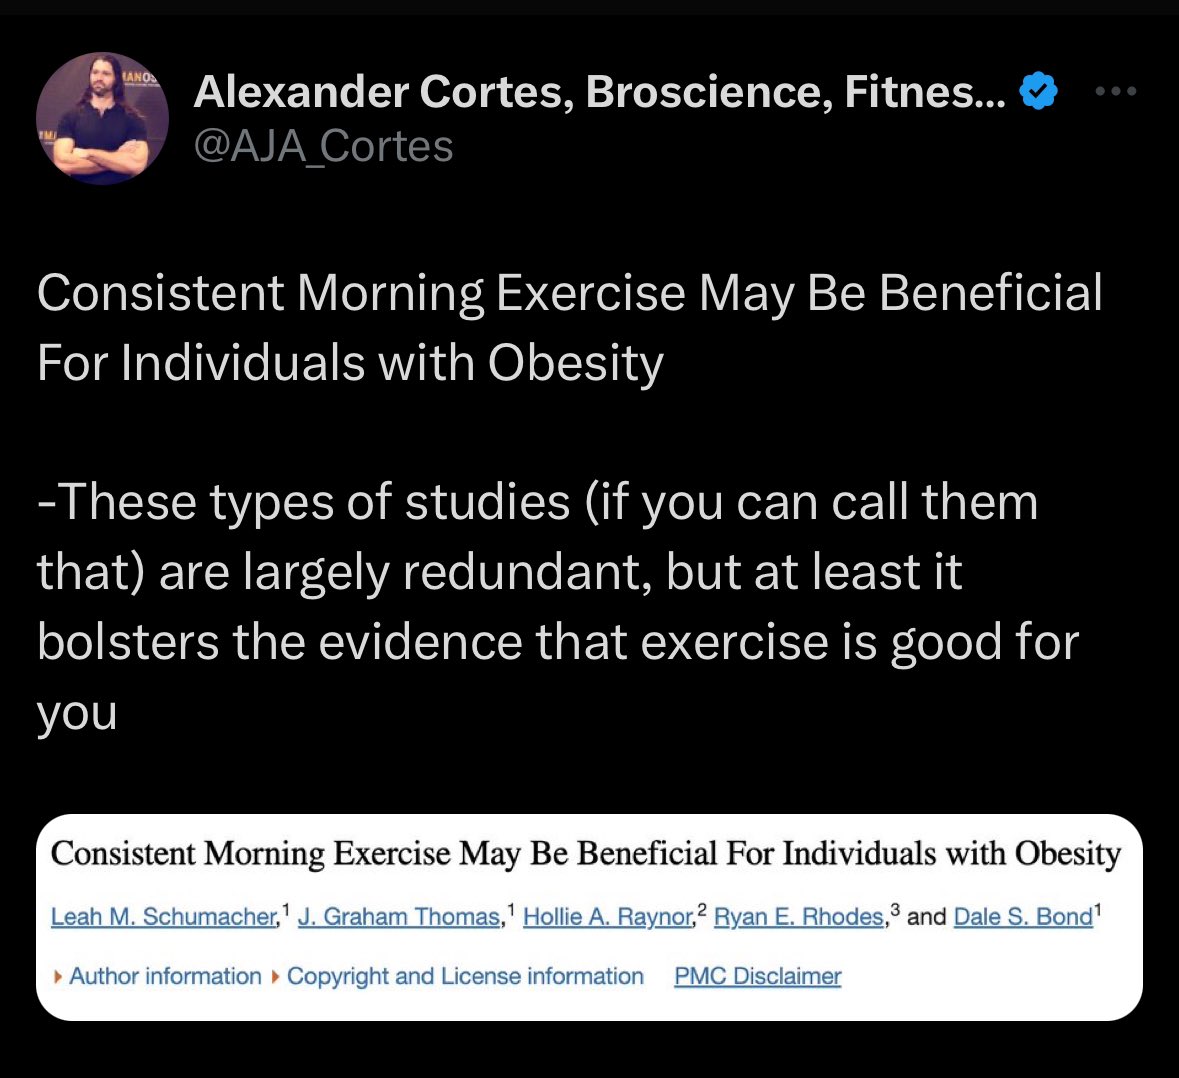 Alexander Cortes, Broscience, Fitnes...
@AJA_Cortes
Consistent Morning Exercise May Be Beneficial
For Individuals with Obesity
-These types of studies (if you can call them
that) are largely redundant, but at least it
bolsters the evidence that exercise is good for
you
Consistent Morning Exercise May Be Beneficial For Individuals with Obesity
Leah M. Schumacher,1 J. Graham Thomas,1 Hollie A. Raynor,2 Ryan E. Rhodes,3 and Dale S. Bond1
Author information Copyright and License information PMC Disclaimer